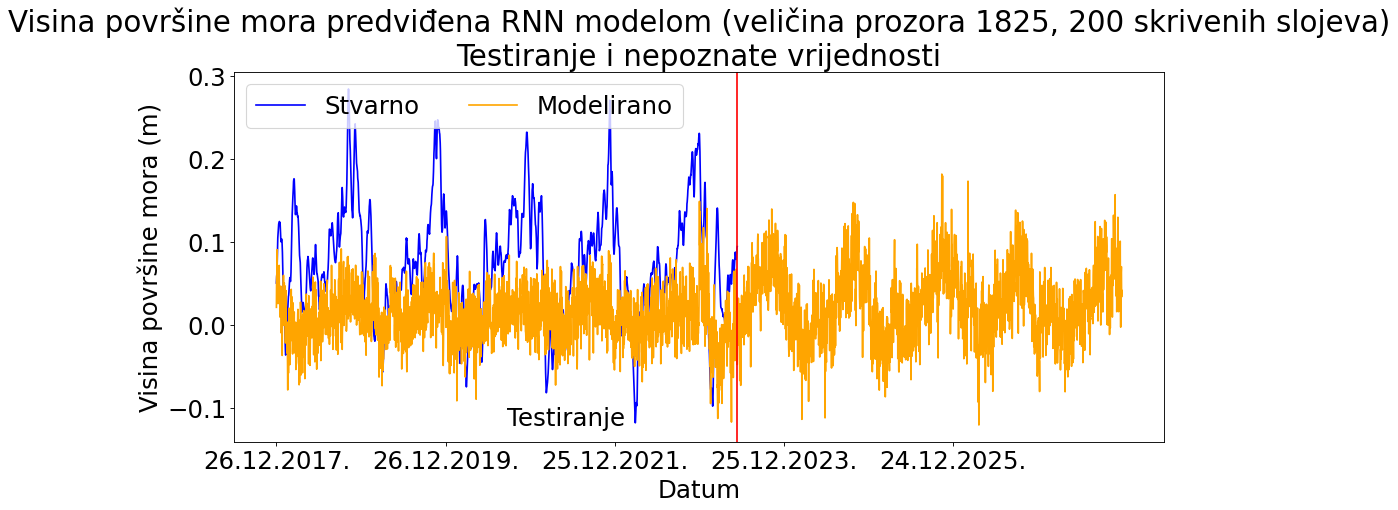 Visina površine mora predviđena RNN modelom (veličina prozora 1825, 200 skrivenih slojeva)
Testiranje i nepoznate vrijednosti
Stvarno Modelirano
Visina površine mora (m)
0.3
0.2
0.1
0.0
−0.1
Testiranje
26.12.2017. 26.12.2019. 25.12.2021. 25.12.2023. 24.12.2025.
Datum